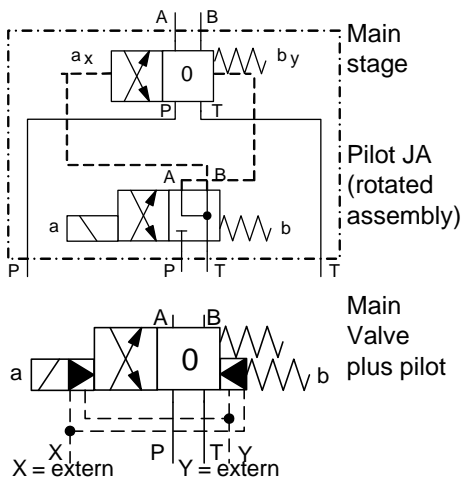 A B
Main
stage
a x
0
b y
P T
Pilot JA
(rotated
assembly)
A B
a
b
P P T T
Main
Valve
plus pilot
A B
a
0
b
X P T Y
X = extern Y = extern